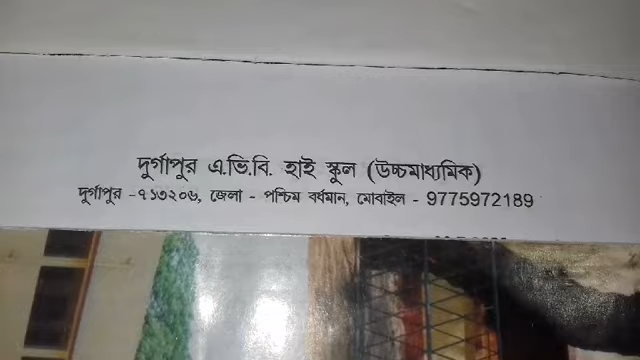 দুর্গাপুর এ.ভি.বি. হাই স্কুল (উচ্চমাধ্যমিক)
দুর্গাপুর -৭১৩২০৬, জেলা - পশ্চিম বর্ধমান, মোবাইল - 9775972189